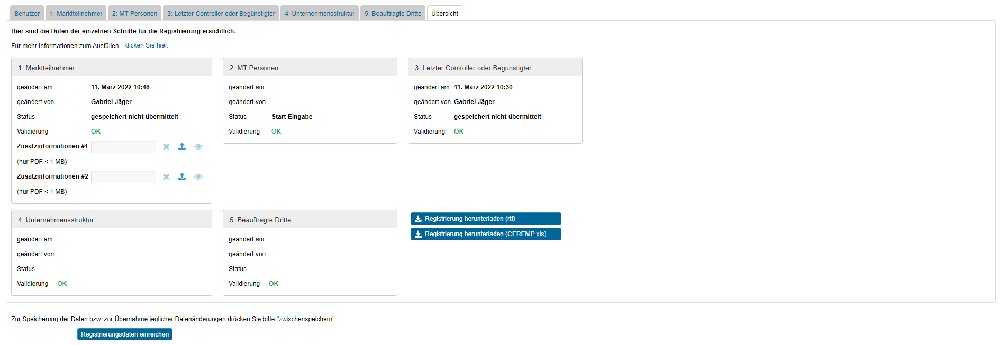 Benutzer 1: Marktteilnehmer 2: MT Personen 3: Letzter Controller oder Begünstigter 4: Unternehmensstruktur 5: Beauftragte Dritte Übersicht
Hier sind die Daten der einzelnen Schritte für die Registrierung ersichtlich.
Für mehr Informationen zum Ausfüllen, klicken Sie hier.
1: Marktteilnehmer
geändert am 11. März 2022 10:46
geändert von Gabriel Jäger
Status gespeichert nicht übermittelt
Validierung OK
Zusatzinformationen #1
(nur PDF < 1 MB)
Zusatzinformationen #2
(nur PDF < 1 MB)
2: MT Personen
geändert am
geändert von
Status Start Eingabe
Validierung OK
3: Letzter Controller oder Begünstigter
geändert am 11. März 2022 10:30
geändert von Gabriel Jäger
Status gespeichert nicht übermittelt
Validierung OK
4: Unternehmensstruktur
geändert am
geändert von
Status
Validierung OK
5: Beauftragte Dritte
geändert am
geändert von
Status
Validierung OK
Registrierung herunterladen (rtf)
Registrierung herunterladen (CEREMP xls)
Zur Speicherung der Daten bzw. zur Übernahme jeglicher Datenänderungen drücken Sie bitte "zwischenspeichern".
Registrierungsdaten einreichen